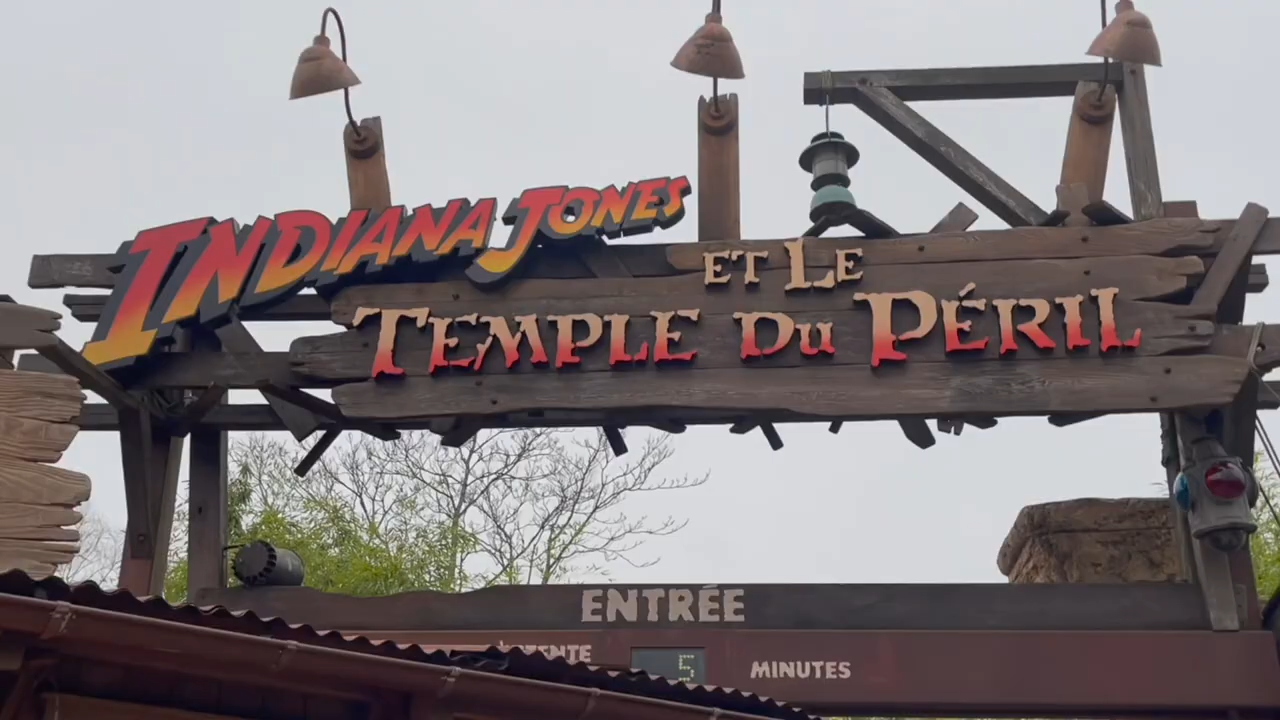 INDIANA JONES
ET LE
TEMPLE DU PÉRIL
ENTRÉE
5 MINUTES